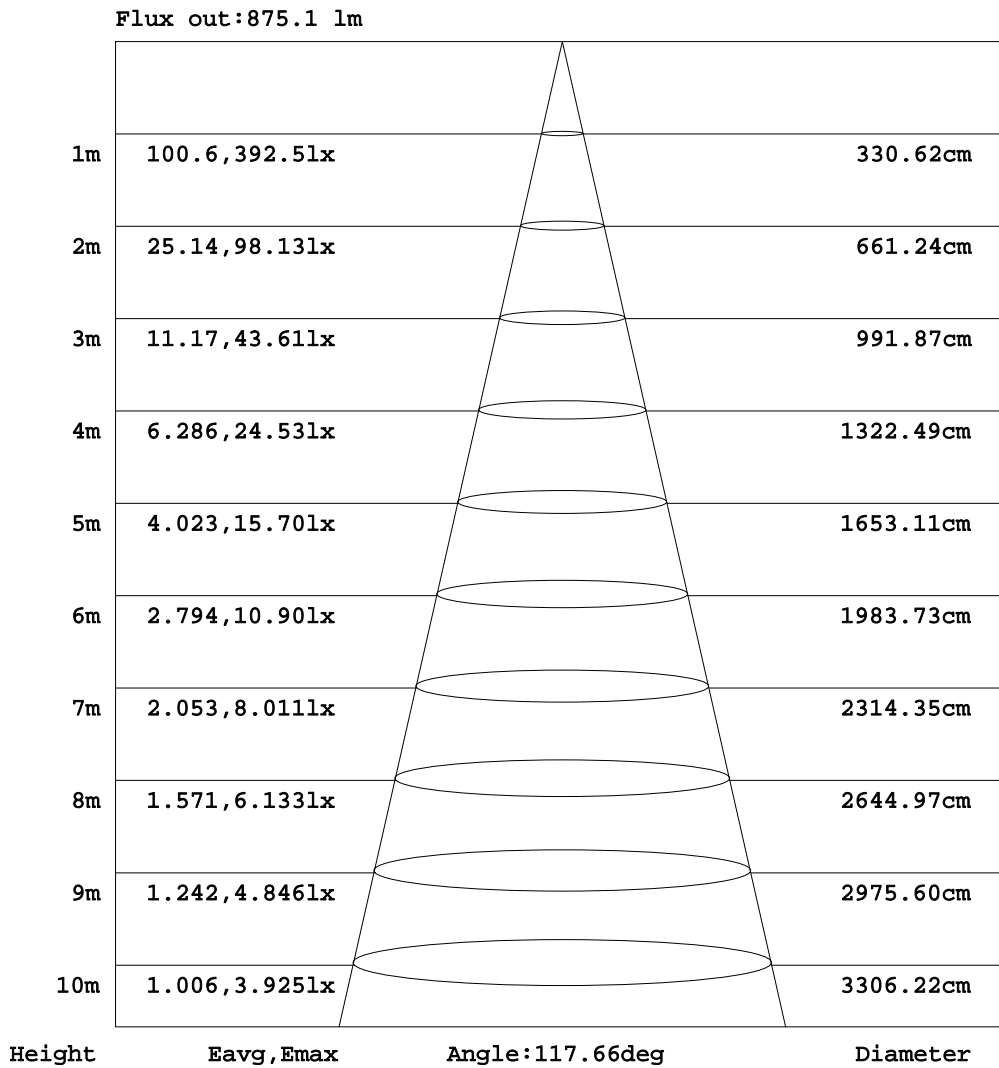 Flux out:875.1 lm
1m 100.6,392.5lx 330.62cm
2m 25.14,98.13lx 661.24cm
3m 11.17,43.61lx 991.87cm
4m 6.286,24.53lx 1322.49cm
5m 4.023,15.70lx 1653.11cm
6m 2.794,10.90lx 1983.73cm
7m 2.053,8.011lx 2314.35cm
8m 1.571,6.133lx 2644.97cm
9m 1.242,4.846lx 2975.60cm
10m 1.006,3.925lx 3306.22cm
Height Eavg,Emax Angle:117.66deg Diameter